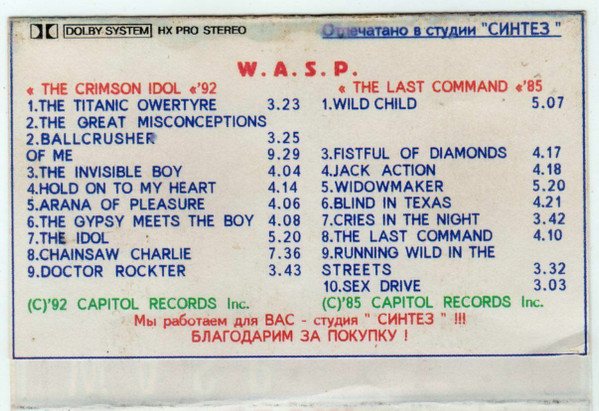 DOLBY SYSTEM HX PRO STEREO
Отпечатано в студии "СИНТЕЗ"
W.A.S.P.
« THE CRIMSON IDOL «'92
1.THE TITANIC OWERTYRE 3.23
2.THE GREAT MISCONCEPTIONS
2.BALLCRUSHER 3.25
OF ME 9.29
3.THE INVISIBLE BOY 4.04
4.HOLD ON TO MY HEART 4.14
5.ARANA OF PLEASURE 4.06
6.THE GYPSY MEETS THE BOY 4.08
7.THE IDOL 5.20
8.CHAINSAW CHARLIE 7.36
9.DOCTOR ROCKTER 3.43
(C)'92 CAPITOL RECORDS Inc.
« THE LAST COMMAND «'85
1.WILD CHILD 5.07
3.FISTFUL OF DIAMONDS 4.17
4.JACK ACTION 4.18
5.WIDOWMAKER 5.20
6.BLIND IN TEXAS 4.21
7.CRIES IN THE NIGHT 3.42
8.THE LAST COMMAND 4.10
9.RUNNING WILD IN THE
STREETS 3.32
10.SEX DRIVE 3.03
(C)'85 CAPITOL RECORDS Inc.
Мы работаем для ВАС - студия " СИНТЕЗ " !!!
БЛАГОДАРИМ ЗА ПОКУПКУ !